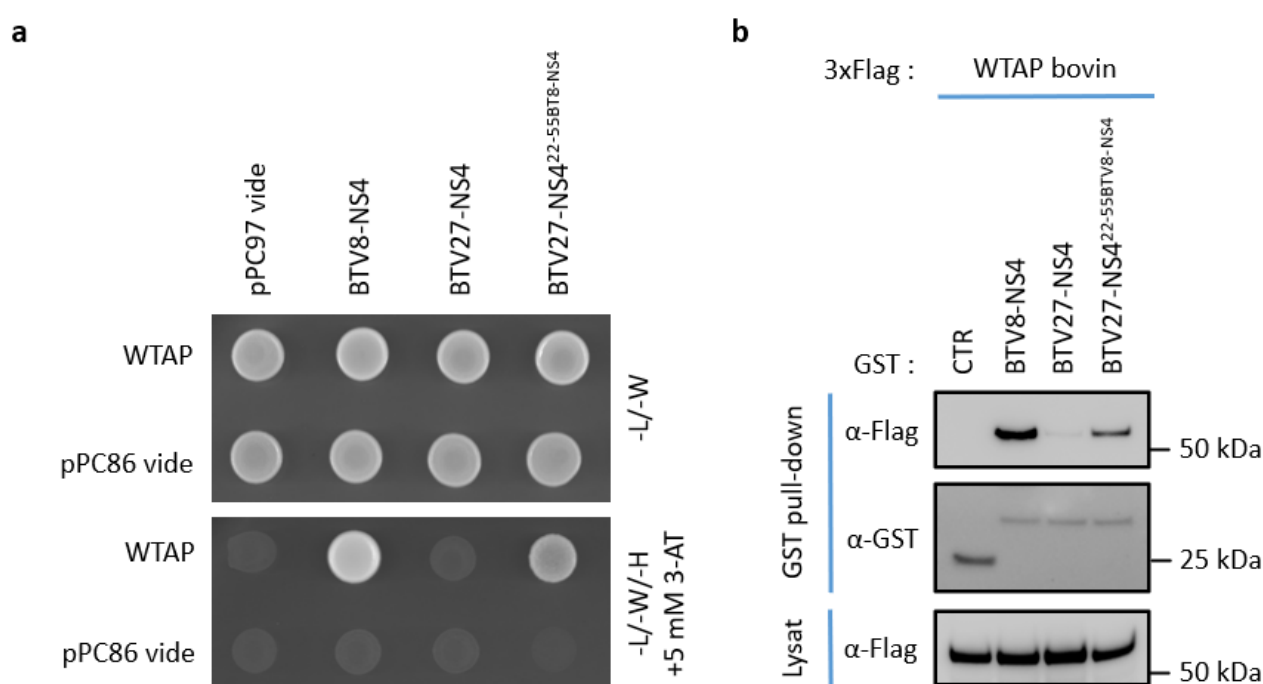 a
pPC97 vide
BTV8-NS4
BTV27-NS4
BTV27-NS4^22-55BT8-NS4
WTAP
pPC86 vide
-L/-W
WTAP
pPC86 vide
-L/-W/-H
+5 mM 3-AT
b
3xFlag :
WTAP bovin
GST :
CTR
BTV8-NS4
BTV27-NS4
BTV27-NS4^22-55BTV8-NS4
GST pull-down
α-Flag
50 kDa
α-GST
25 kDa
Lysat
α-Flag
50 kDa